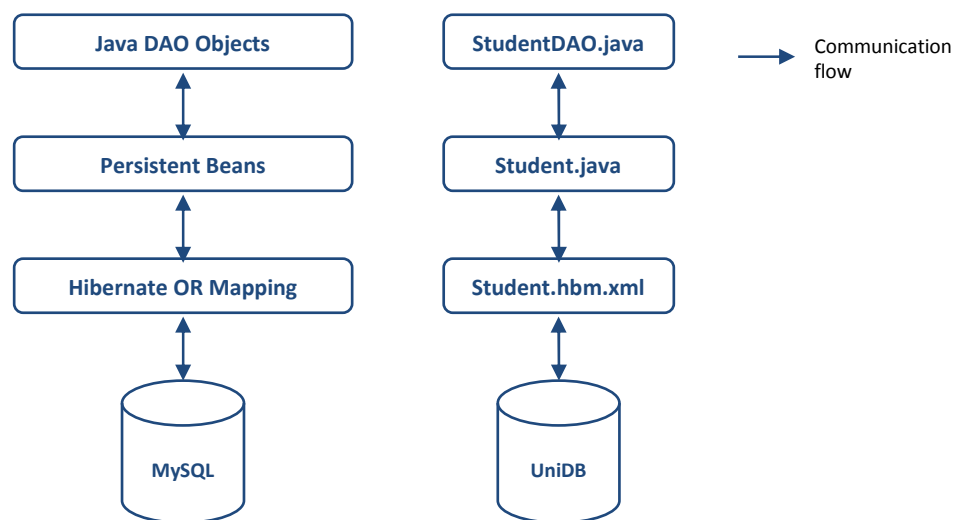 Java DAO Objects
StudentDAO.java
Communication
flow
Persistent Beans
Student.java
Hibernate OR Mapping
Student.hbm.xml
MySQL
UniDB